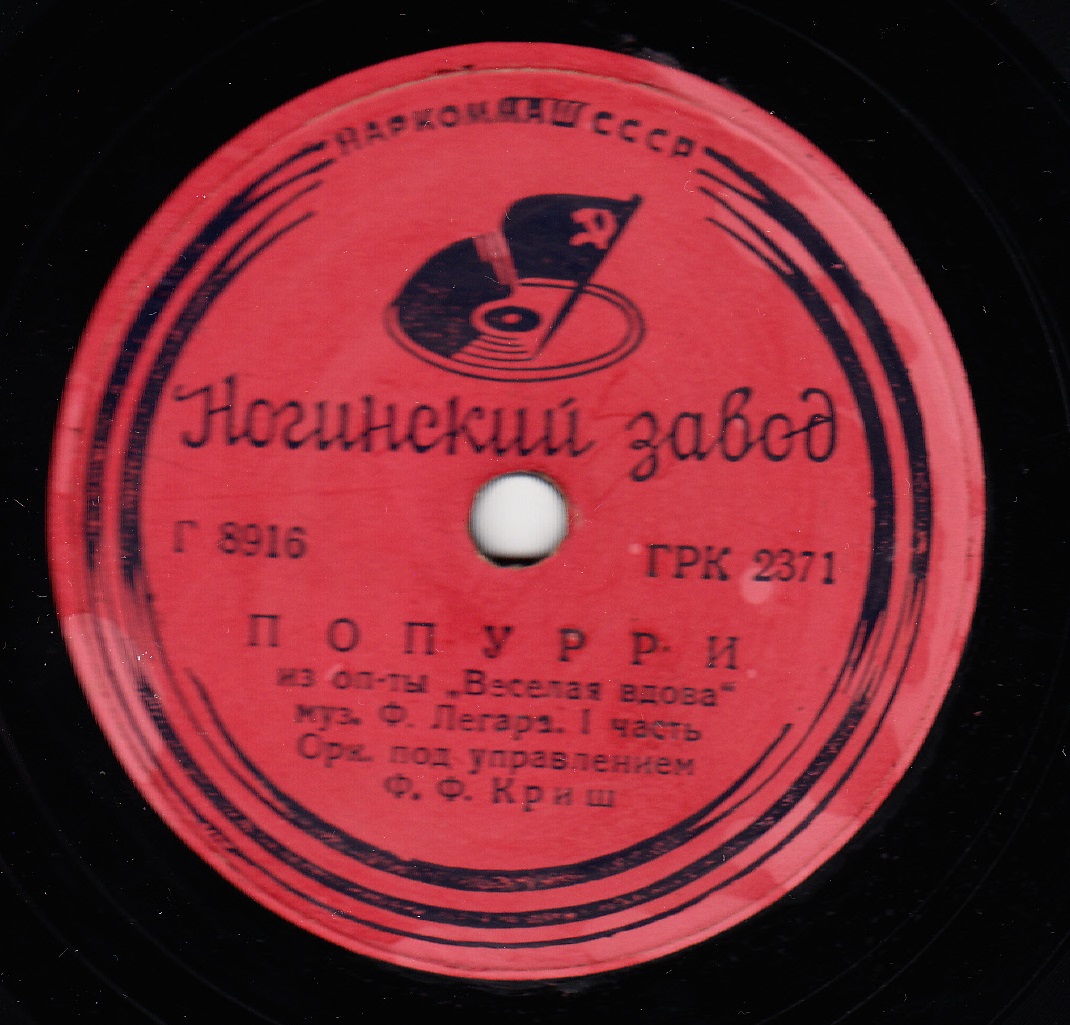 НАРКОММАШ СССР
Ногинский завод
Г 8916
ГРК 2371
ПОПУРРИ
из оп-ты „Веселая вдова“
муз. Ф. Легара. I часть
Орк. под управлением
Ф. Ф. Криш